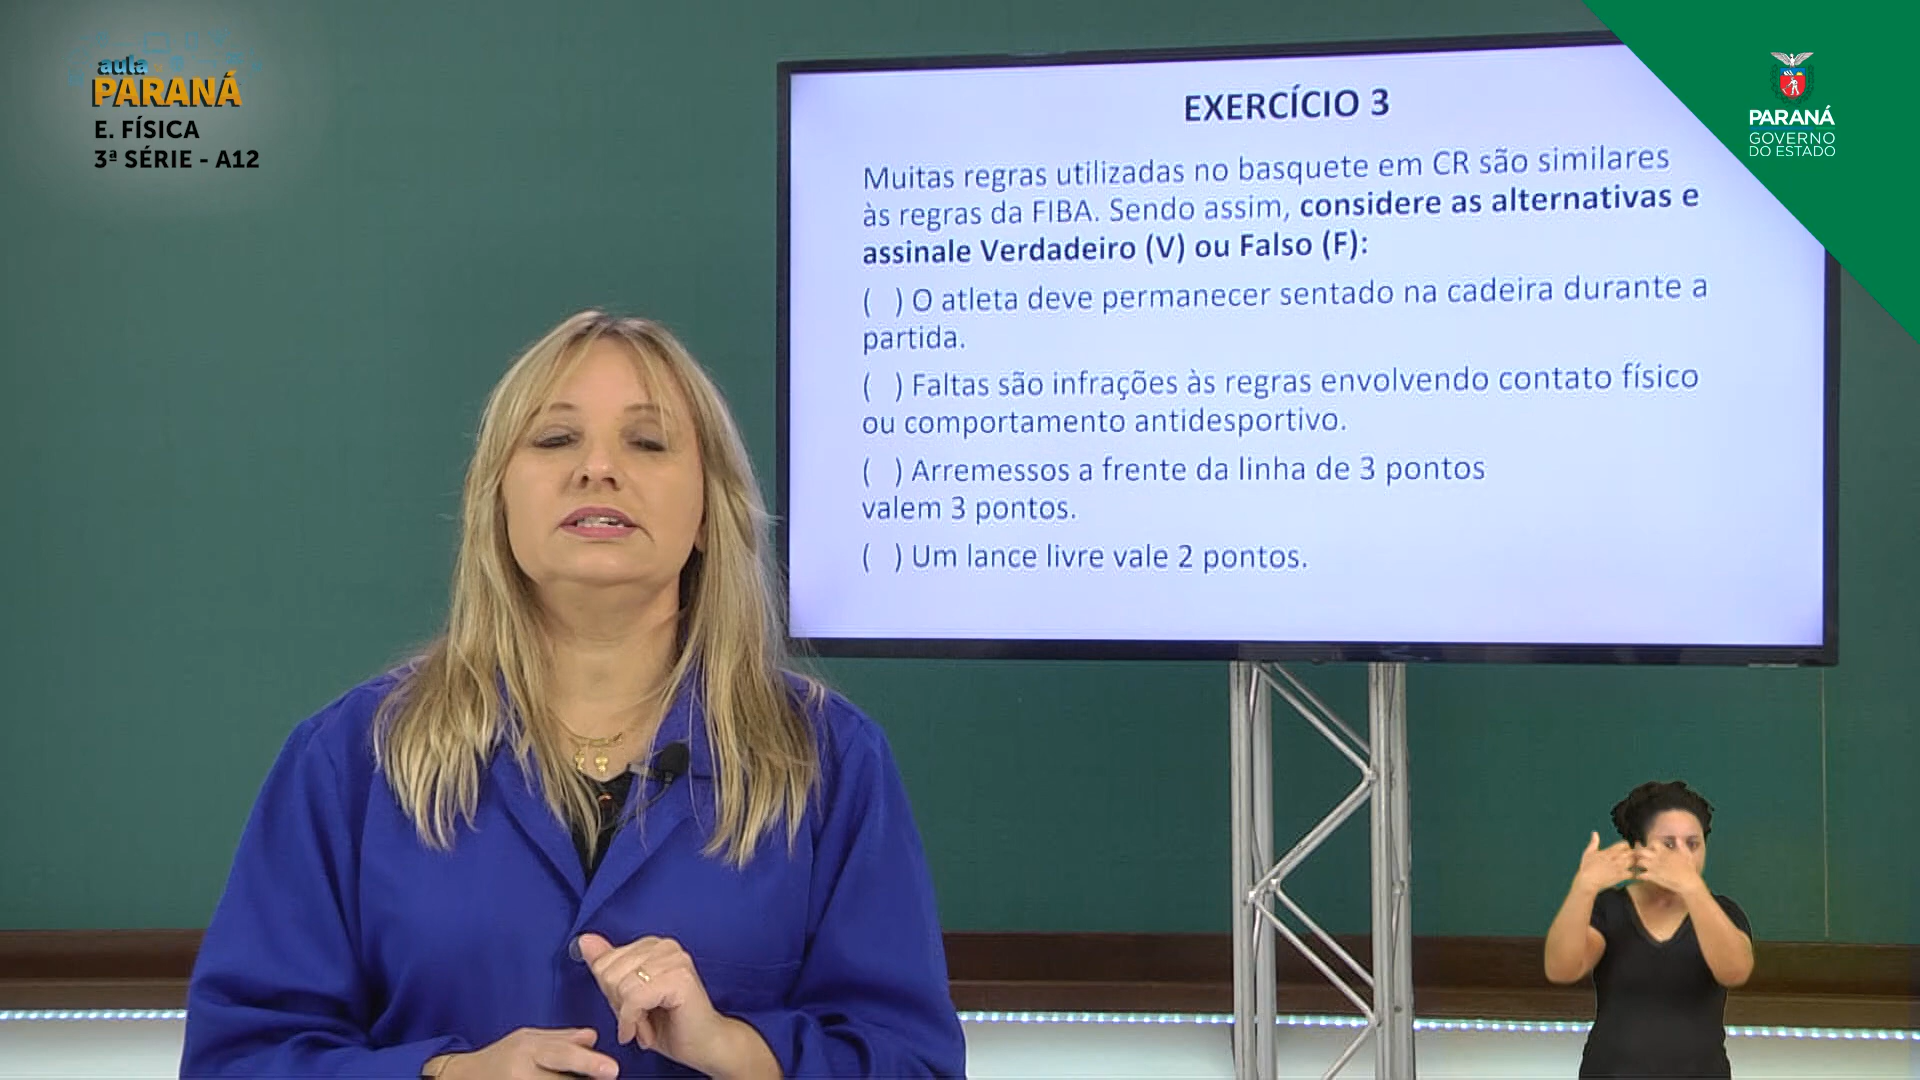 aula
PARANÁ
E. FÍSICA
3ª SÉRIE - A12
EXERCÍCIO 3
Muitas regras utilizadas no basquete em CR são similares
às regras da FIBA. Sendo assim, considere as alternativas e
assinale Verdadeiro (V) ou Falso (F):
( ) O atleta deve permanecer sentado na cadeira durante a
partida.
( ) Faltas são infrações às regras envolvendo contato físico
ou comportamento antidesportivo.
( ) Arremessos a frente da linha de 3 pontos
valem 3 pontos.
( ) Um lance livre vale 2 pontos.
PARANÁ
GOVERNO
DO ESTADO